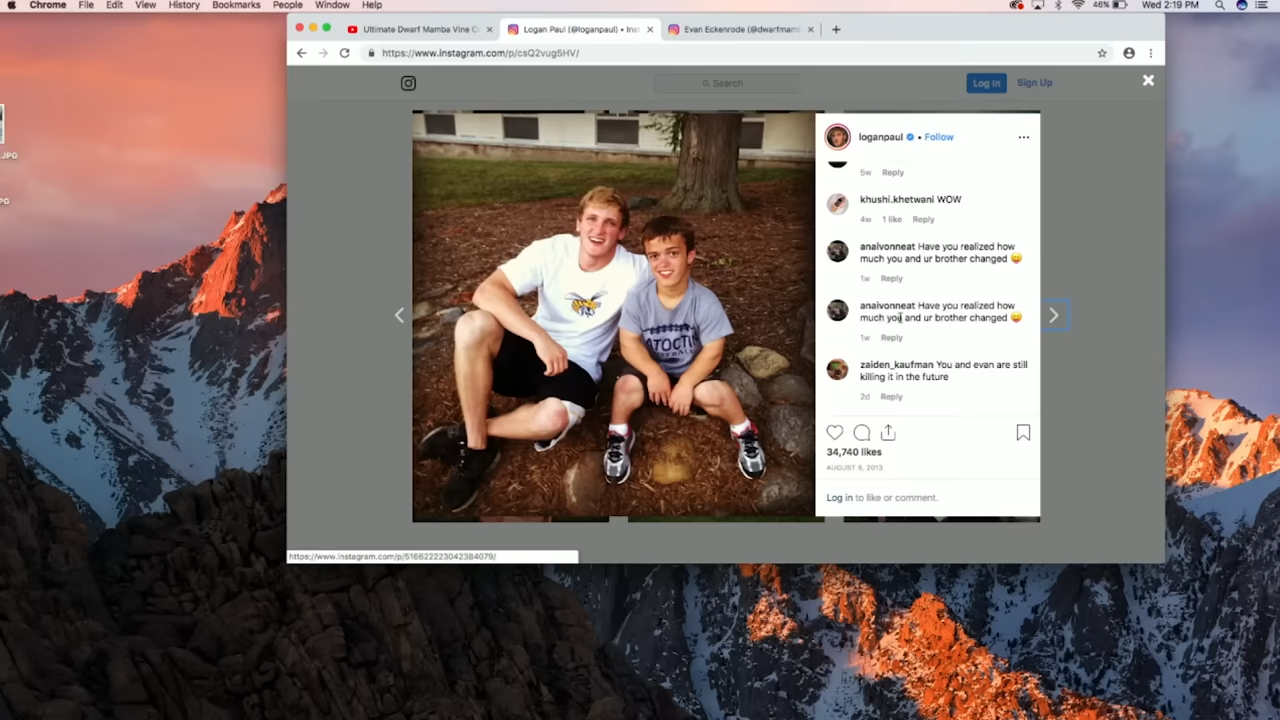 Chrome File Edit View History Bookmarks People Window Help
46% Wed 2:19 PM
Ultimate Dwarf Mamba Vine C
Logan Paul (@loganpaul) • Ins
Evan Eckenrode (@dwarfmam
https://www.instagram.com/p/csQ2vug5HV/
Search
Log In
Sign Up
.JPG
loganpaul • Follow
5w Reply
khushi.khetwani WOW
4w 1 like Reply
anaivonneat Have you realized how
much you and ur brother changed 😛
1w Reply
anaivonneat Have you realized how
much you and ur brother changed 😛
1w Reply
zaiden_kaufman You and evan are still
killing it in the future
2d Reply
34,740 likes
Log in to like or comment.
ATOCTIN
https://www.instagram.com/p/516622223042384079/